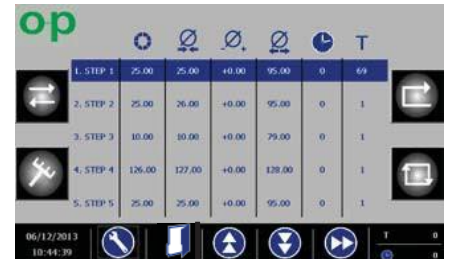 op
T
1. STEP 1 25.00 25.00 +0.00 95.00 0 69
2. STEP 2 25.00 26.00 +0.00 95.00 0 1
3. STEP 3 10.00 10.00 +0.00 79.00 0 1
4. STEP 4 126.00 127.00 +0.00 128.00 0 1
5. STEP 5 25.00 25.00 +0.00 95.00 0 1
06/12/2013 T 0
10:44:39 0